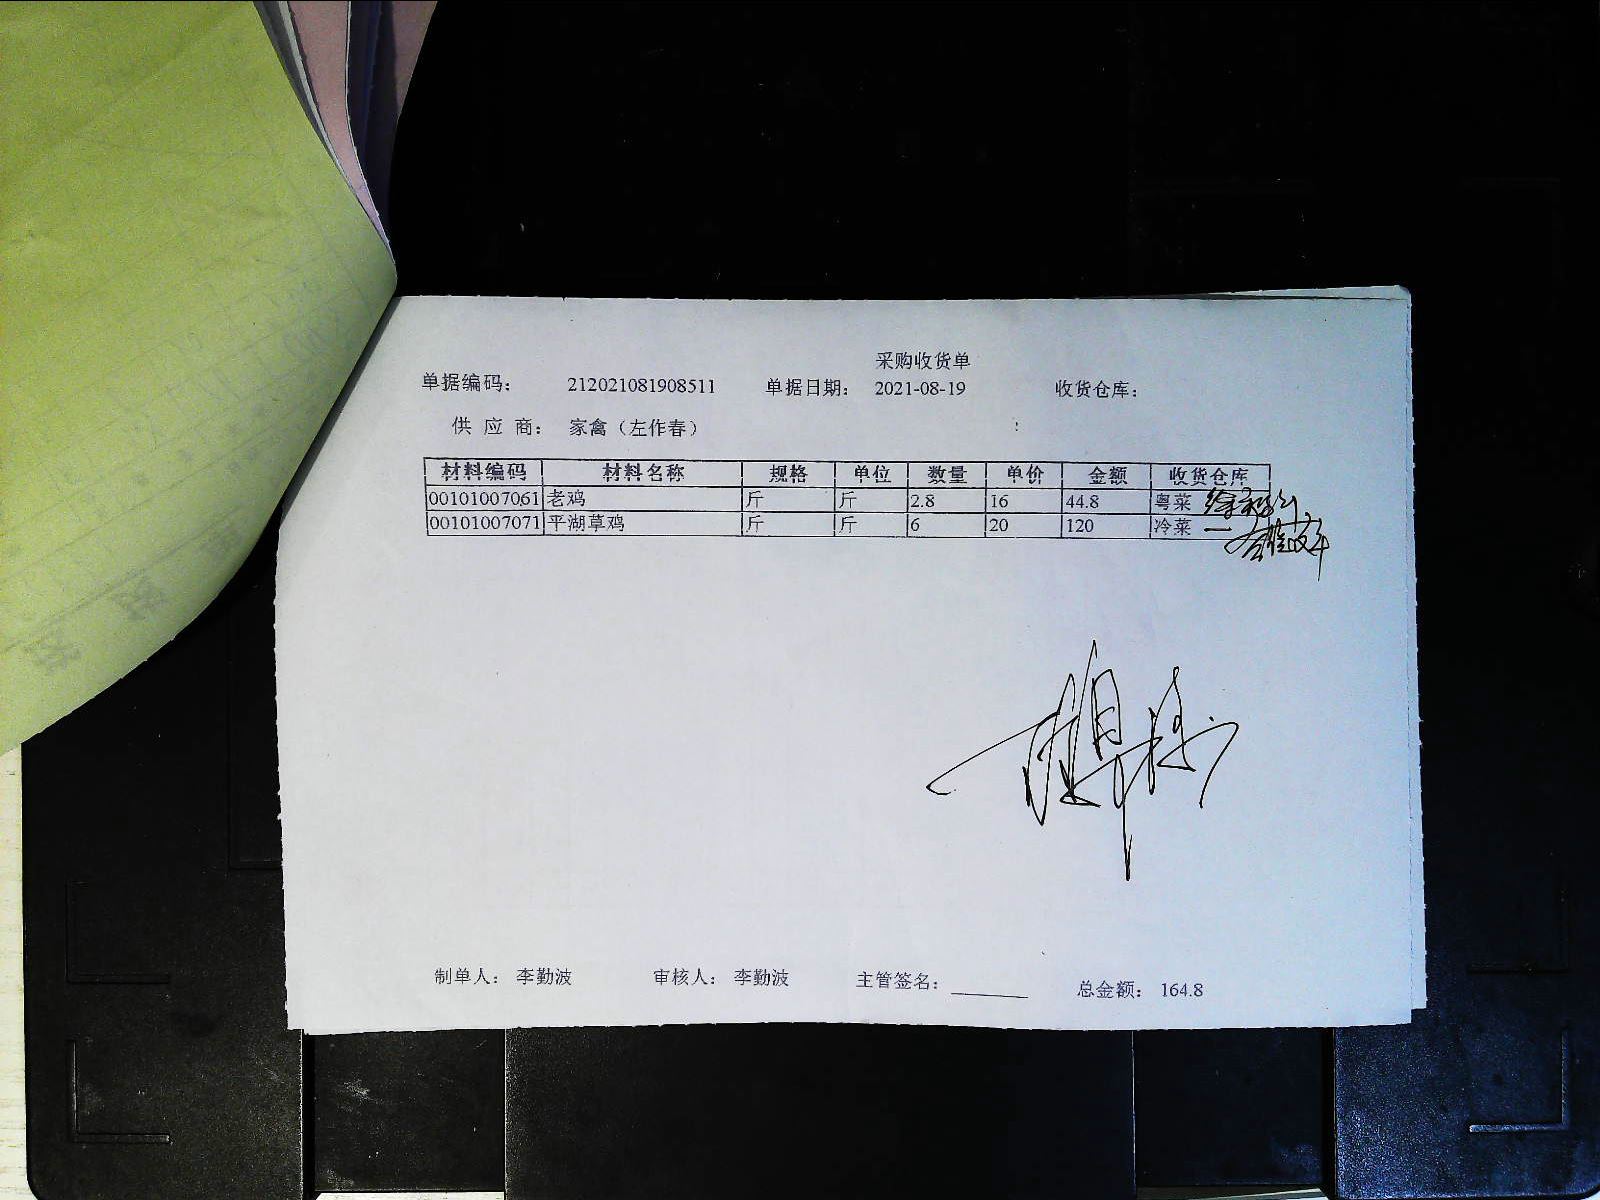 采购收货单
单据编码： 212021081908511 单据日期： 2021-08-19 收货仓库：
供 应 商： 家禽（左作春） :
材料编码 材料名称 规格 单位 数量 单价 金额 收货仓库
00101007061 老鸡 斤 斤 2.8 16 44.8 粤菜
00101007071 平湖草鸡 斤 斤 6 20 120 冷菜
制单人： 李勤波 审核人： 李勤波 主管签名： 总金额： 164.8